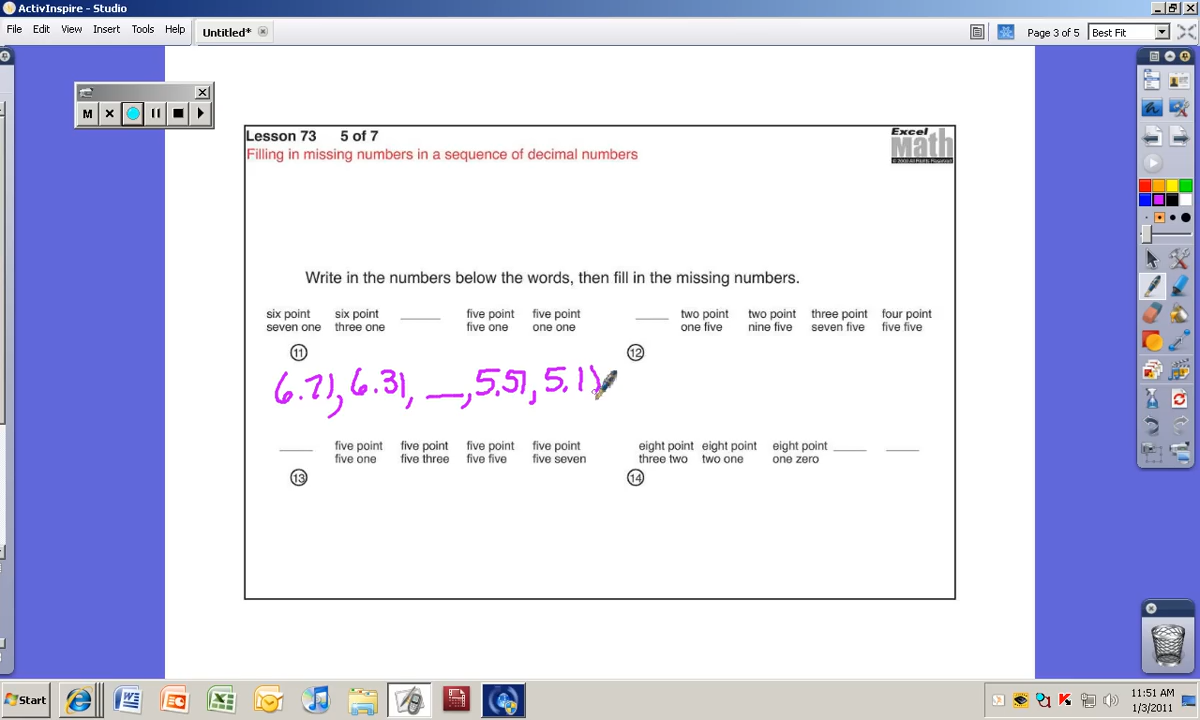 ActivInspire - Studio
File Edit View Insert Tools Help Untitled* Page 3 of 5 Best Fit
M
Lesson 73 5 of 7
Excel
Math
Filling in missing numbers in a sequence of decimal numbers
Write in the numbers below the words, then fill in the missing numbers.
six point six point ____ five point five point ____ two point two point three point four point
seven one three one five one one one one five nine five seven five five five
11 12
6.71, 6.31, __, 5.51, 5.11
____ five point five point five point five point eight point eight point eight point ____ ____
five one five three five five five seven three two two one one zero
13 14
Start 11:51 AM
1/3/2011